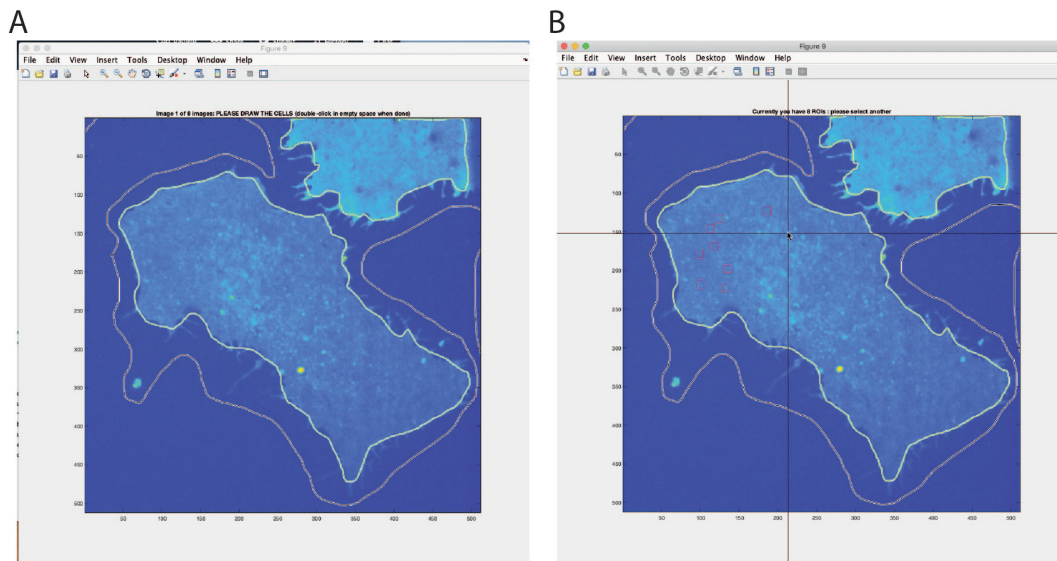 A
Figure 9
File Edit View Insert Tools Desktop Window Help
Image 1 of 8 images: PLEASE DRAW THE CELLS (double-click in empty space when done)
50
100
150
200
250
300
350
400
450
500
50 100 150 200 250 300 350 400 450 500
B
Figure 9
File Edit View Insert Tools Desktop Window Help
Currently you have 8 ROIs : please select another
50
100
150
200
250
300
350
400
450
500
50 100 150 200 250 300 350 400 450 500